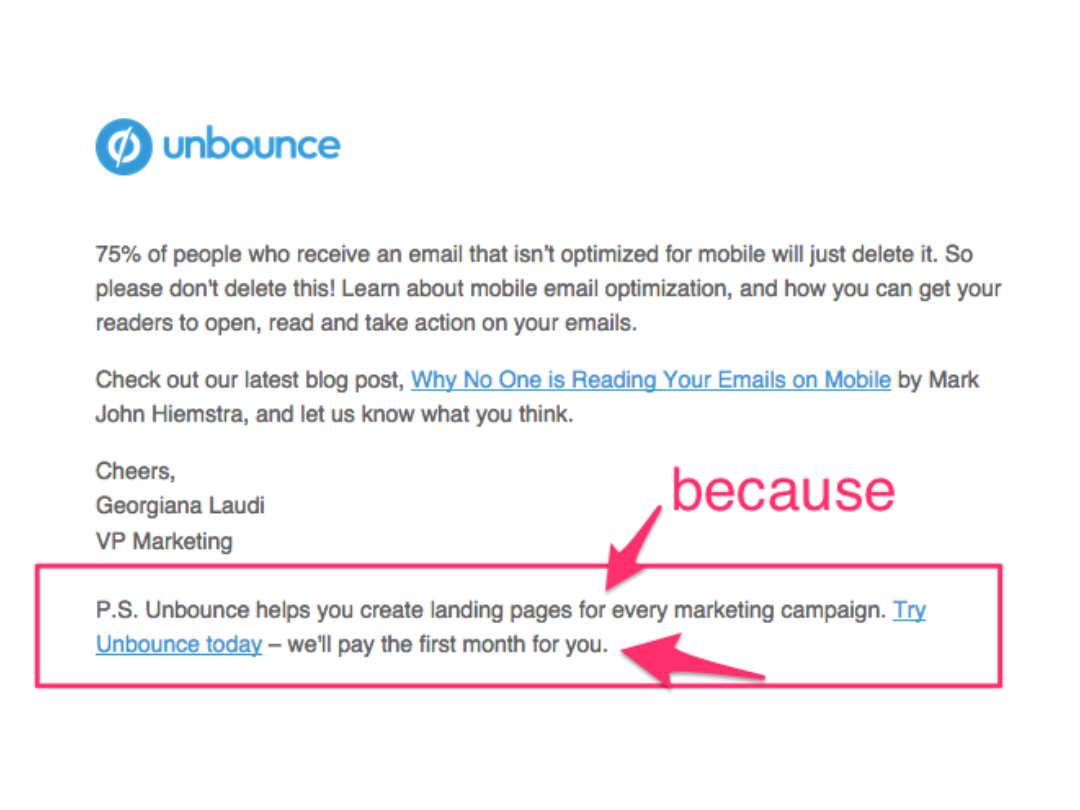 unbounce
75% of people who receive an email that isn't optimized for mobile will just delete it. So
please don't delete this! Learn about mobile email optimization, and how you can get your
readers to open, read and take action on your emails.
Check out our latest blog post, Why No One is Reading Your Emails on Mobile by Mark
John Hiemstra, and let us know what you think.
Cheers,
Georgiana Laudi
VP Marketing
because
P.S. Unbounce helps you create landing pages for every marketing campaign. Try
Unbounce today – we'll pay the first month for you.